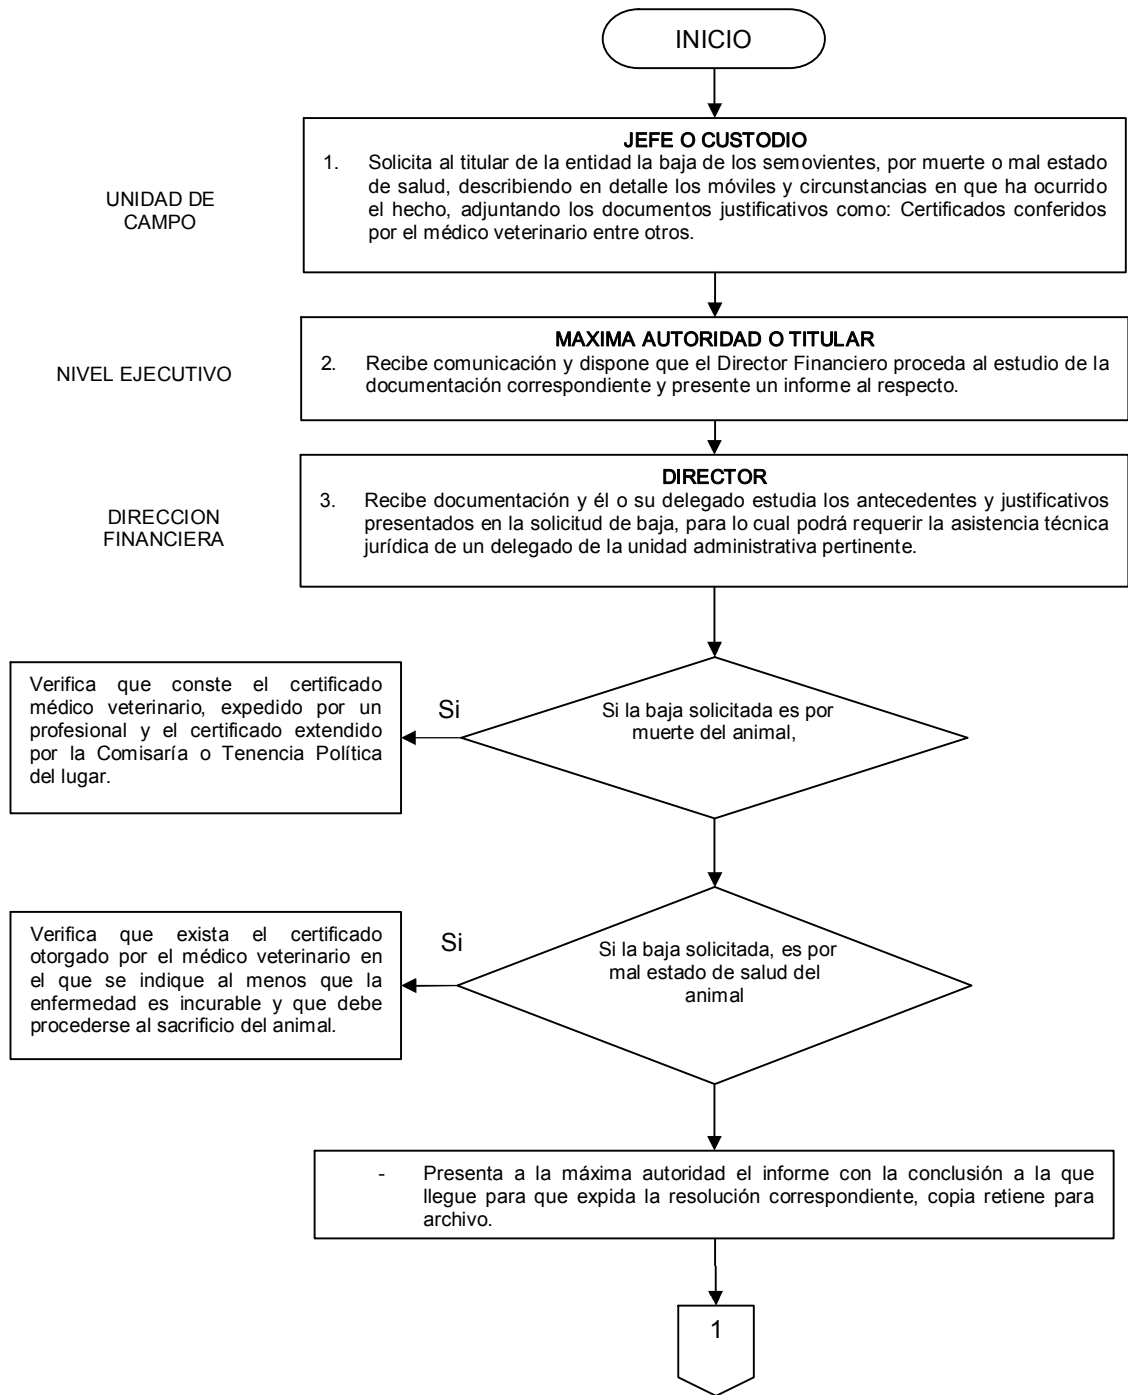 INICIO
JEFE O CUSTODIO
1. Solicita al titular de la entidad la baja de los semovientes, por muerte o mal estado
de salud, describiendo en detalle los móviles y circunstancias en que ha ocurrido
el hecho, adjuntando los documentos justificativos como: Certificados conferidos
por el médico veterinario entre otros.
UNIDAD DE
CAMPO
MAXIMA AUTORIDAD O TITULAR
2. Recibe comunicación y dispone que el Director Financiero proceda al estudio de la
documentación correspondiente y presente un informe al respecto.
NIVEL EJECUTIVO
DIRECTOR
3. Recibe documentación y él o su delegado estudia los antecedentes y justificativos
presentados en la solicitud de baja, para lo cual podrá requerir la asistencia técnica
jurídica de un delegado de la unidad administrativa pertinente.
DIRECCION
FINANCIERA
Si la baja solicitada es por
muerte del animal,
Si
Verifica que conste el certificado
médico veterinario, expedido por un
profesional y el certificado extendido
por la Comisaría o Tenencia Política
del lugar.
Si la baja solicitada, es por
mal estado de salud del
animal
Si
Verifica que exista el certificado
otorgado por el médico veterinario en
el que se indique al menos que la
enfermedad es incurable y que debe
procederse al sacrificio del animal.
- Presenta a la máxima autoridad el informe con la conclusión a la que
llegue para que expida la resolución correspondiente, copia retiene para
archivo.
1